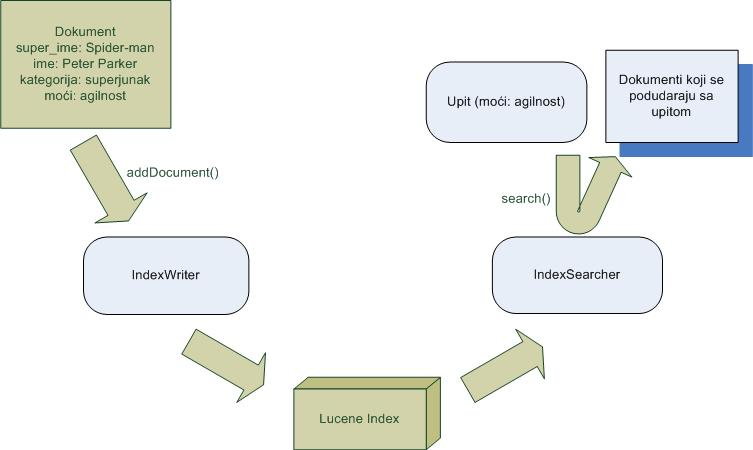 Dokument
super_ime: Spider-man
ime: Peter Parker
kategorija: superjunak
moći: agilnost
addDocument()
IndexWriter
Lucene Index
Upit (moći: agilnost)
Dokumenti koji se
podudaraju sa
upitom
search()
IndexSearcher